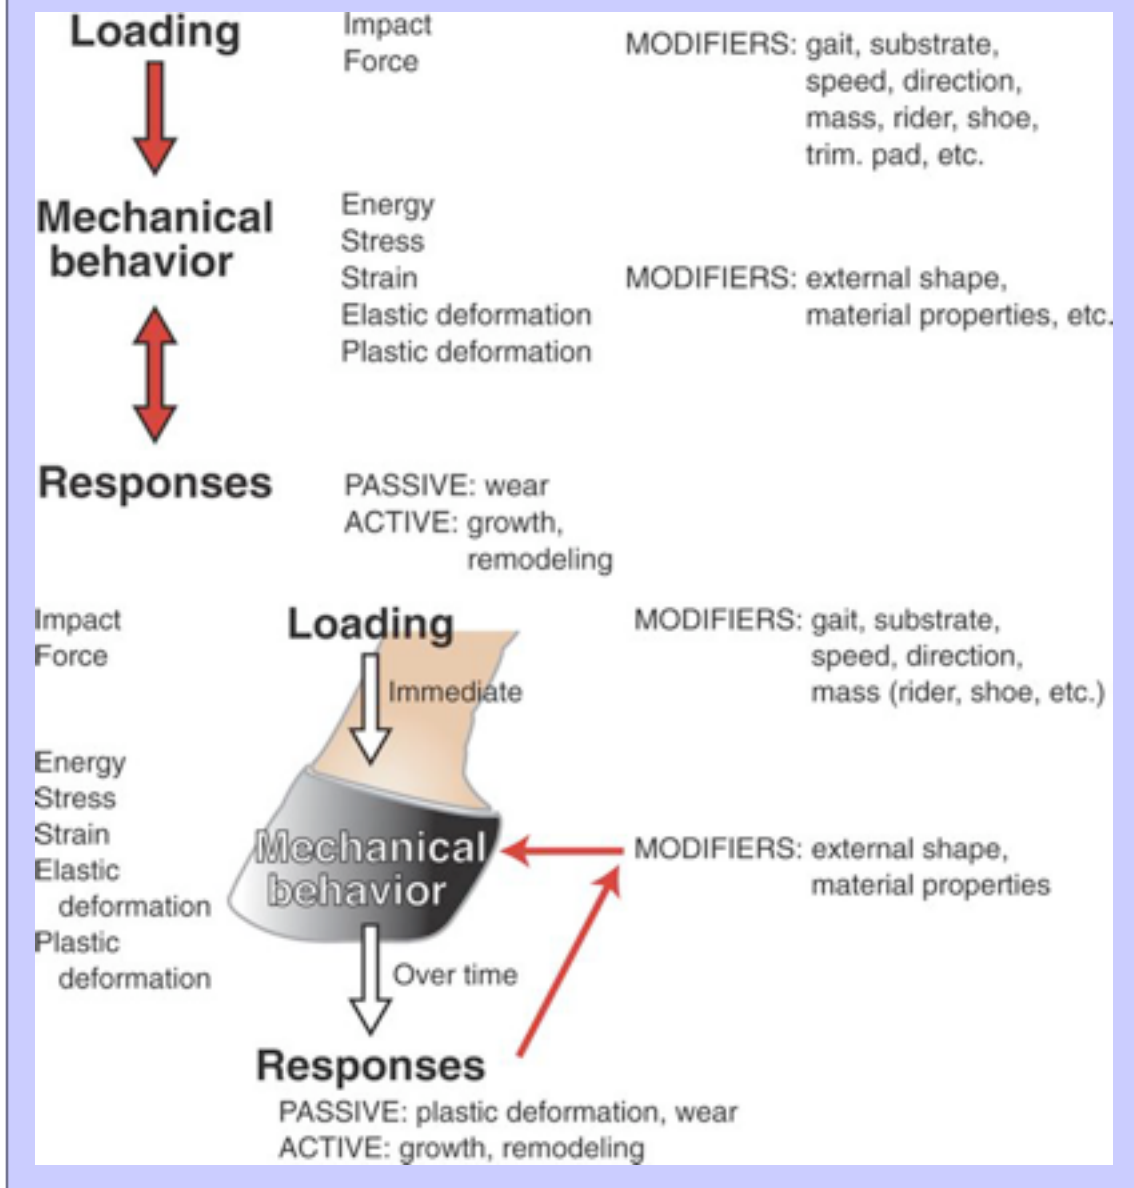 Loading
Impact
Force
MODIFIERS: gait, substrate,
speed, direction,
mass, rider, shoe,
trim. pad, etc.
Mechanical
behavior
Energy
Stress
Strain
Elastic deformation
Plastic deformation
MODIFIERS: external shape,
material properties, etc.
Responses
PASSIVE: wear
ACTIVE: growth,
remodeling
Impact
Force
Loading
Immediate
MODIFIERS: gait, substrate,
speed, direction,
mass (rider, shoe, etc.)
Energy
Stress
Strain
Elastic
deformation
Plastic
deformation
Mechanical
behavior
MODIFIERS: external shape,
material properties
Over time
Responses
PASSIVE: plastic deformation, wear
ACTIVE: growth, remodeling